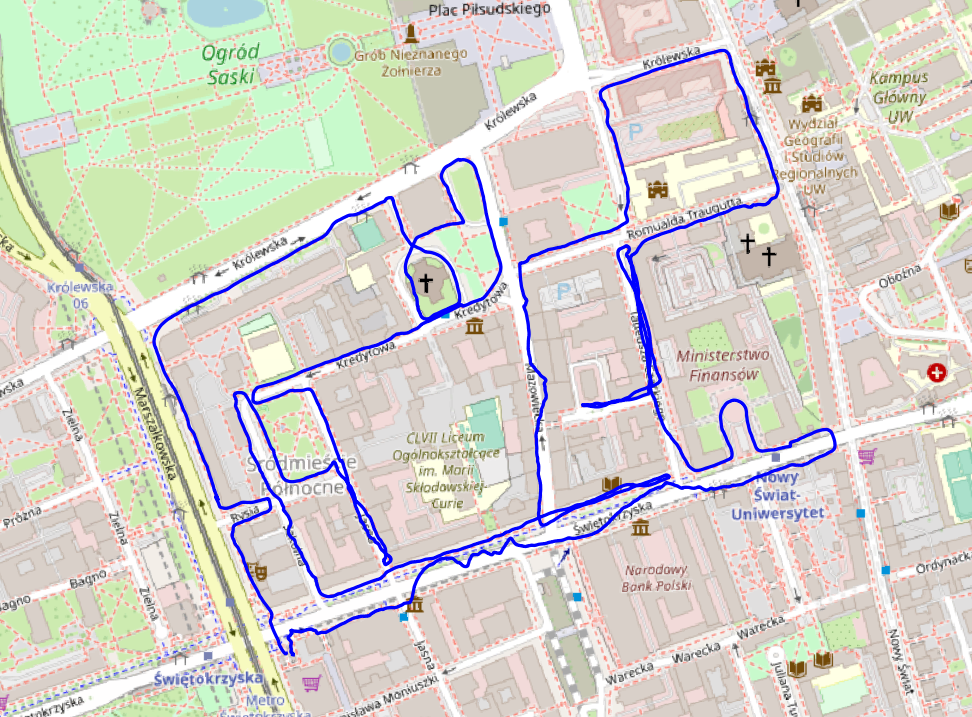 Plac Piłsudskiego
Ogród
Saski
Grób Nieznanego
Żołnierza
Królewska
Królewska
Kampus
Główny
UW
Wydział
Geografii
i Studiów
Regionalnych
UW
Romualda Traugutta
Królewska
Królewska
06
Oboźna
Kredytowa
Kredytowa
Ministerstwo
Finansów
Mazowiecka
Marszałkowska
Zielna
CLVII Liceum
Ogólnokształcące
im. Marii
Skłodowskiej-
Curie
Śródmieście
Północne
Próżna
Rysia
Zielna
Nowy
Świat-
Uniwersytet
Świętokrzyska
Bagno
Bagno
Zielna
Narodowy
Bank Polski
Ordynacka
Jasna
Warecka
Warecka
Warecka
Nowy Świat
Świętokrzyska
Metro
Świętokrzyska